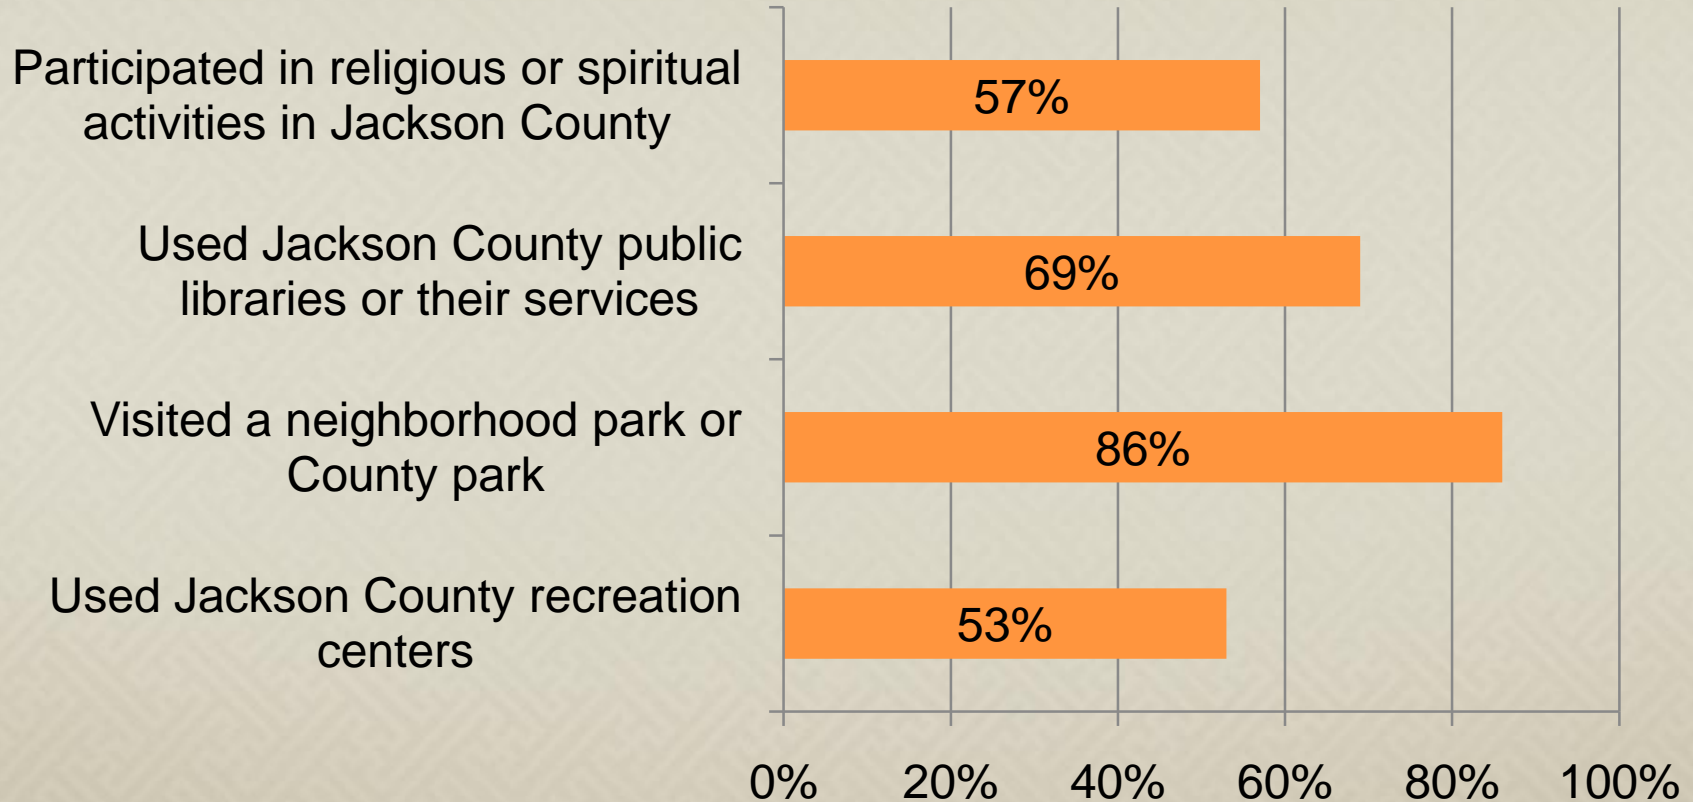 Participated in religious or spiritual
activities in Jackson County
57%
Used Jackson County public
libraries or their services
69%
Visited a neighborhood park or
County park
86%
Used Jackson County recreation
centers
53%
0% 20% 40% 60% 80% 100%